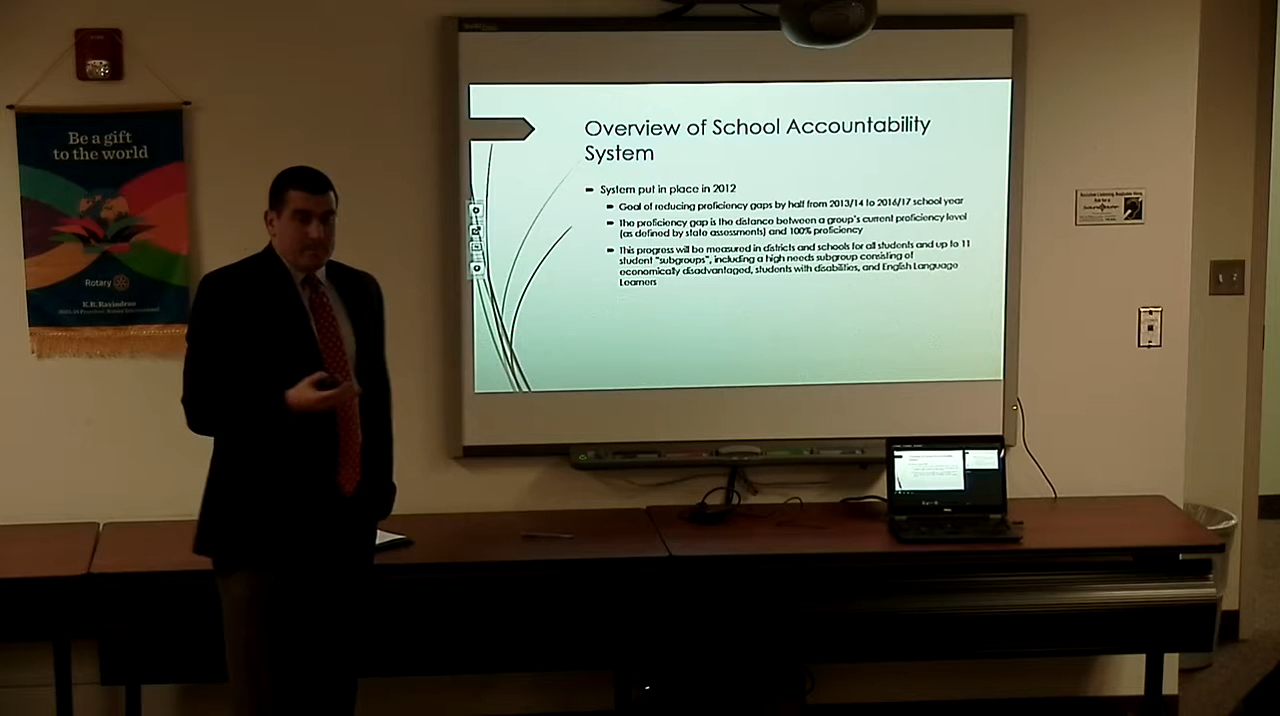 Be a gift
to the world
Rotary
K.R. Ravindran
Overview of School Accountability
System
System put in place in 2012
Goal of reducing proficiency gaps by half from 2013/14 to 2016/17 school year
The proficiency gap is the distance between a group's current proficiency level
(as defined by state assessments) and 100% proficiency
This progress will be measured in districts and schools for all students and up to 11
student "subgroups", including a high needs subgroup consisting of
economically disadvantaged, students with disabilities, and English Language
Learners